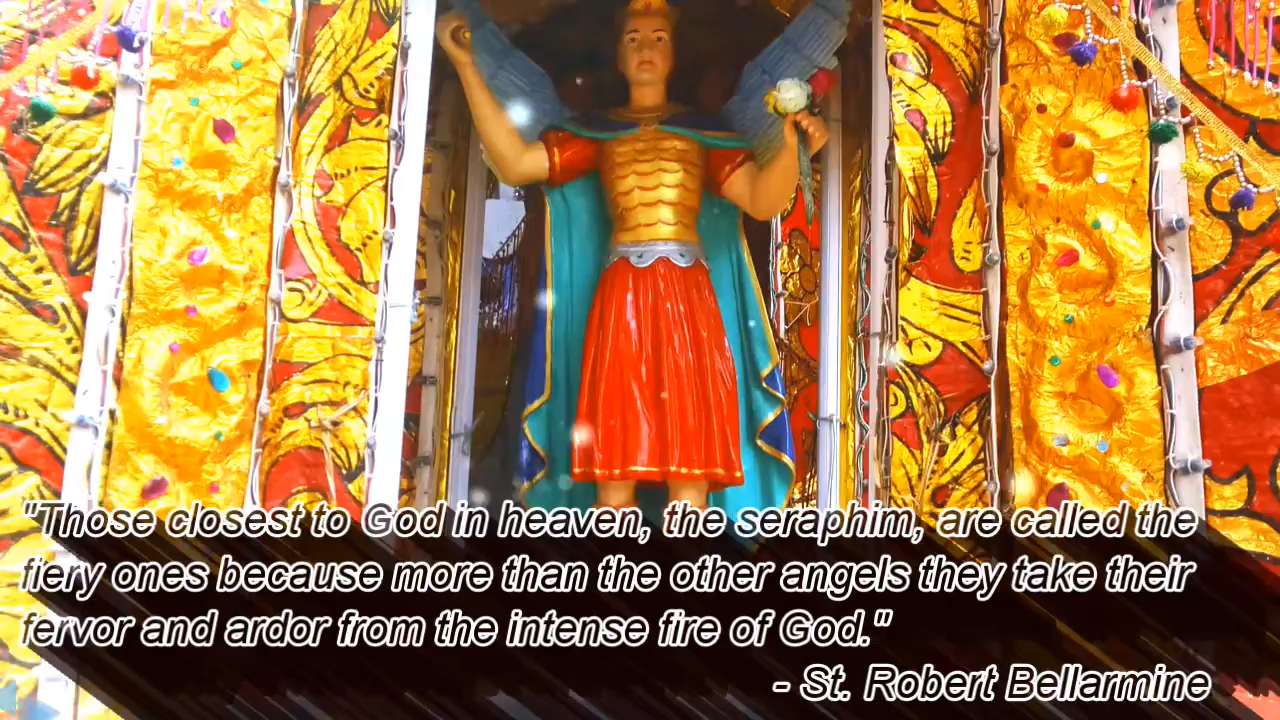 "Those closest to God in heaven, the seraphim, are called the
fiery ones because more than the other angels they take their
fervor and ardor from the intense fire of God."
- St. Robert Bellarmine